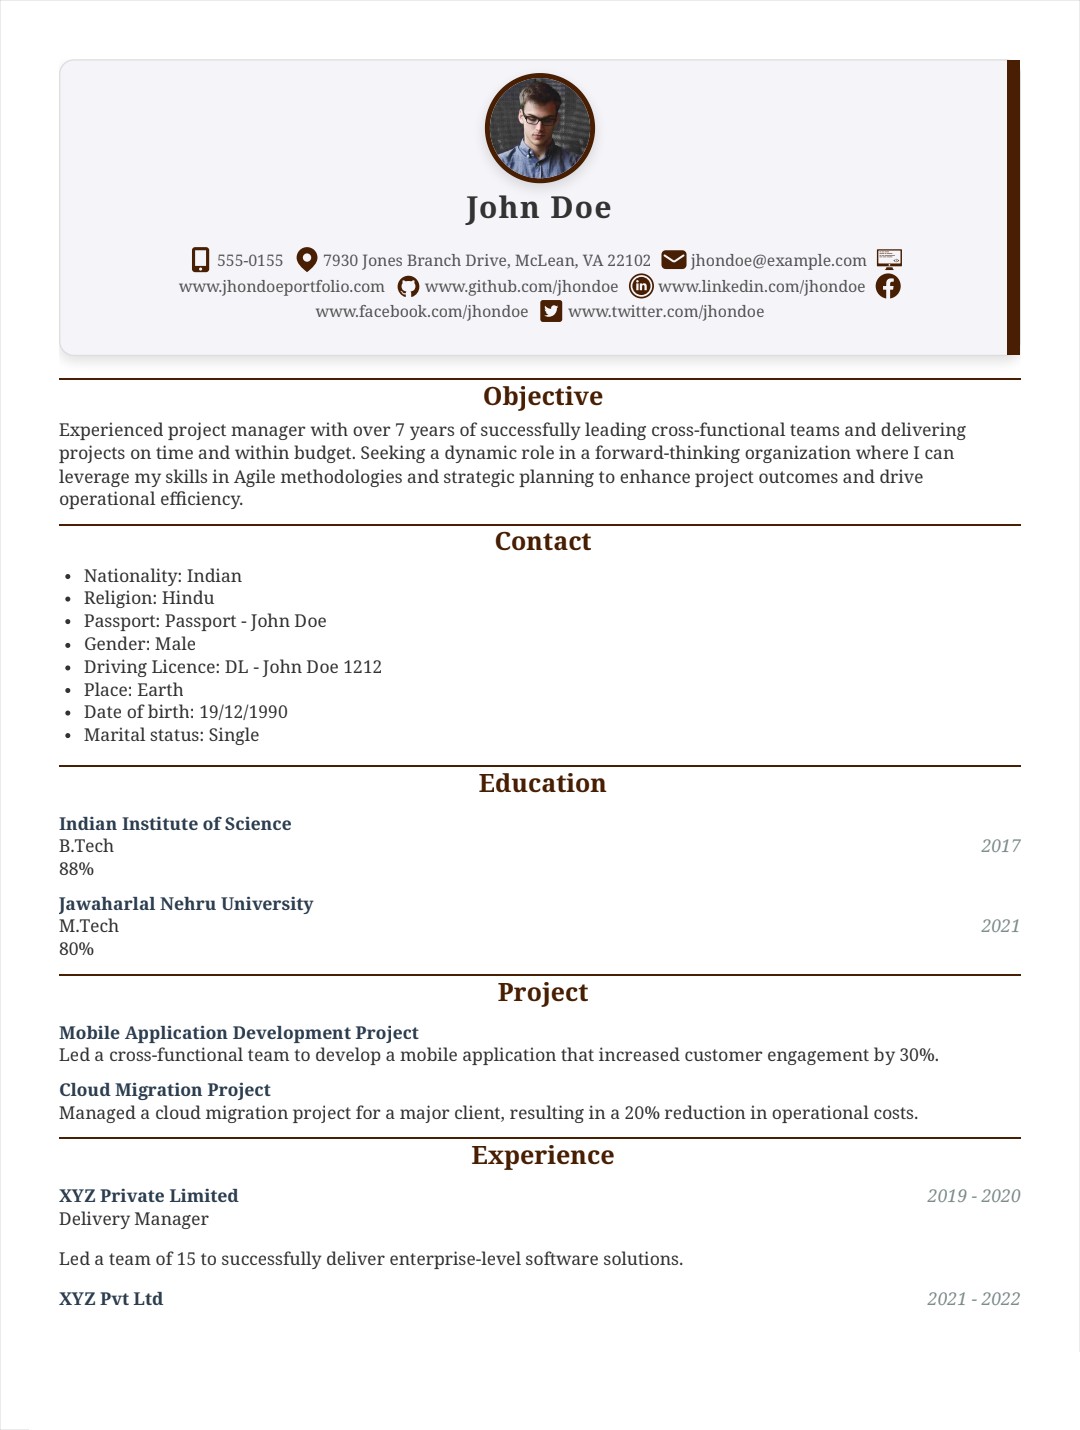 John Doe
555-0155 7930 Jones Branch Drive, McLean, VA 22102 jhondoe@example.com
www.jhondoeportfolio.com www.github.com/jhondoe www.linkedin.com/jhondoe
www.facebook.com/jhondoe www.twitter.com/jhondoe
Objective
Experienced project manager with over 7 years of successfully leading cross-functional teams and delivering
projects on time and within budget. Seeking a dynamic role in a forward-thinking organization where I can
leverage my skills in Agile methodologies and strategic planning to enhance project outcomes and drive
operational efficiency.
Contact
• Nationality: Indian
• Religion: Hindu
• Passport: Passport - John Doe
• Gender: Male
• Driving Licence: DL - John Doe 1212
• Place: Earth
• Date of birth: 19/12/1990
• Marital status: Single
Education
Indian Institute of Science
B.Tech 2017
88%
Jawaharlal Nehru University
M.Tech 2021
80%
Project
Mobile Application Development Project
Led a cross-functional team to develop a mobile application that increased customer engagement by 30%.
Cloud Migration Project
Managed a cloud migration project for a major client, resulting in a 20% reduction in operational costs.
Experience
XYZ Private Limited 2019 - 2020
Delivery Manager
Led a team of 15 to successfully deliver enterprise-level software solutions.
XYZ Pvt Ltd 2021 - 2022